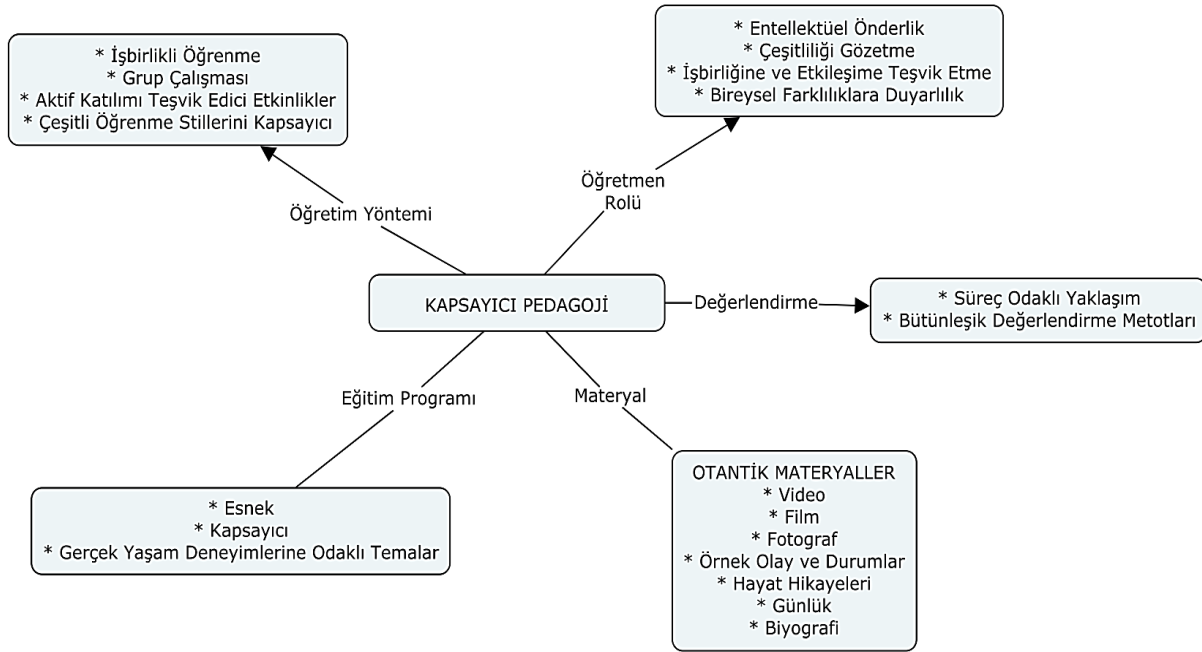 * İşbirlikli Öğrenme
* Grup Çalışması
* Aktif Katılımı Teşvik Edici Etkinlikler
* Çeşitli Öğrenme Stillerini Kapsayıcı
* Entellektüel Önderlik
* Çeşitliliği Gözetme
* İşbirliğine ve Etkileşime Teşvik Etme
* Bireysel Farklılıklara Duyarlılık
Öğretim Yöntemi
Öğretmen
Rolü
KAPSAYICI PEDAGOJİ
Değerlendirme
* Süreç Odaklı Yaklaşım
* Bütünleşik Değerlendirme Metotları
Eğitim Programı
Materyal
* Esnek
* Kapsayıcı
* Gerçek Yaşam Deneyimlerine Odaklı Temalar
OTANTİK MATERYALLER
* Video
* Film
* Fotograf
* Örnek Olay ve Durumlar
* Hayat Hikayeleri
* Günlük
* Biyografi